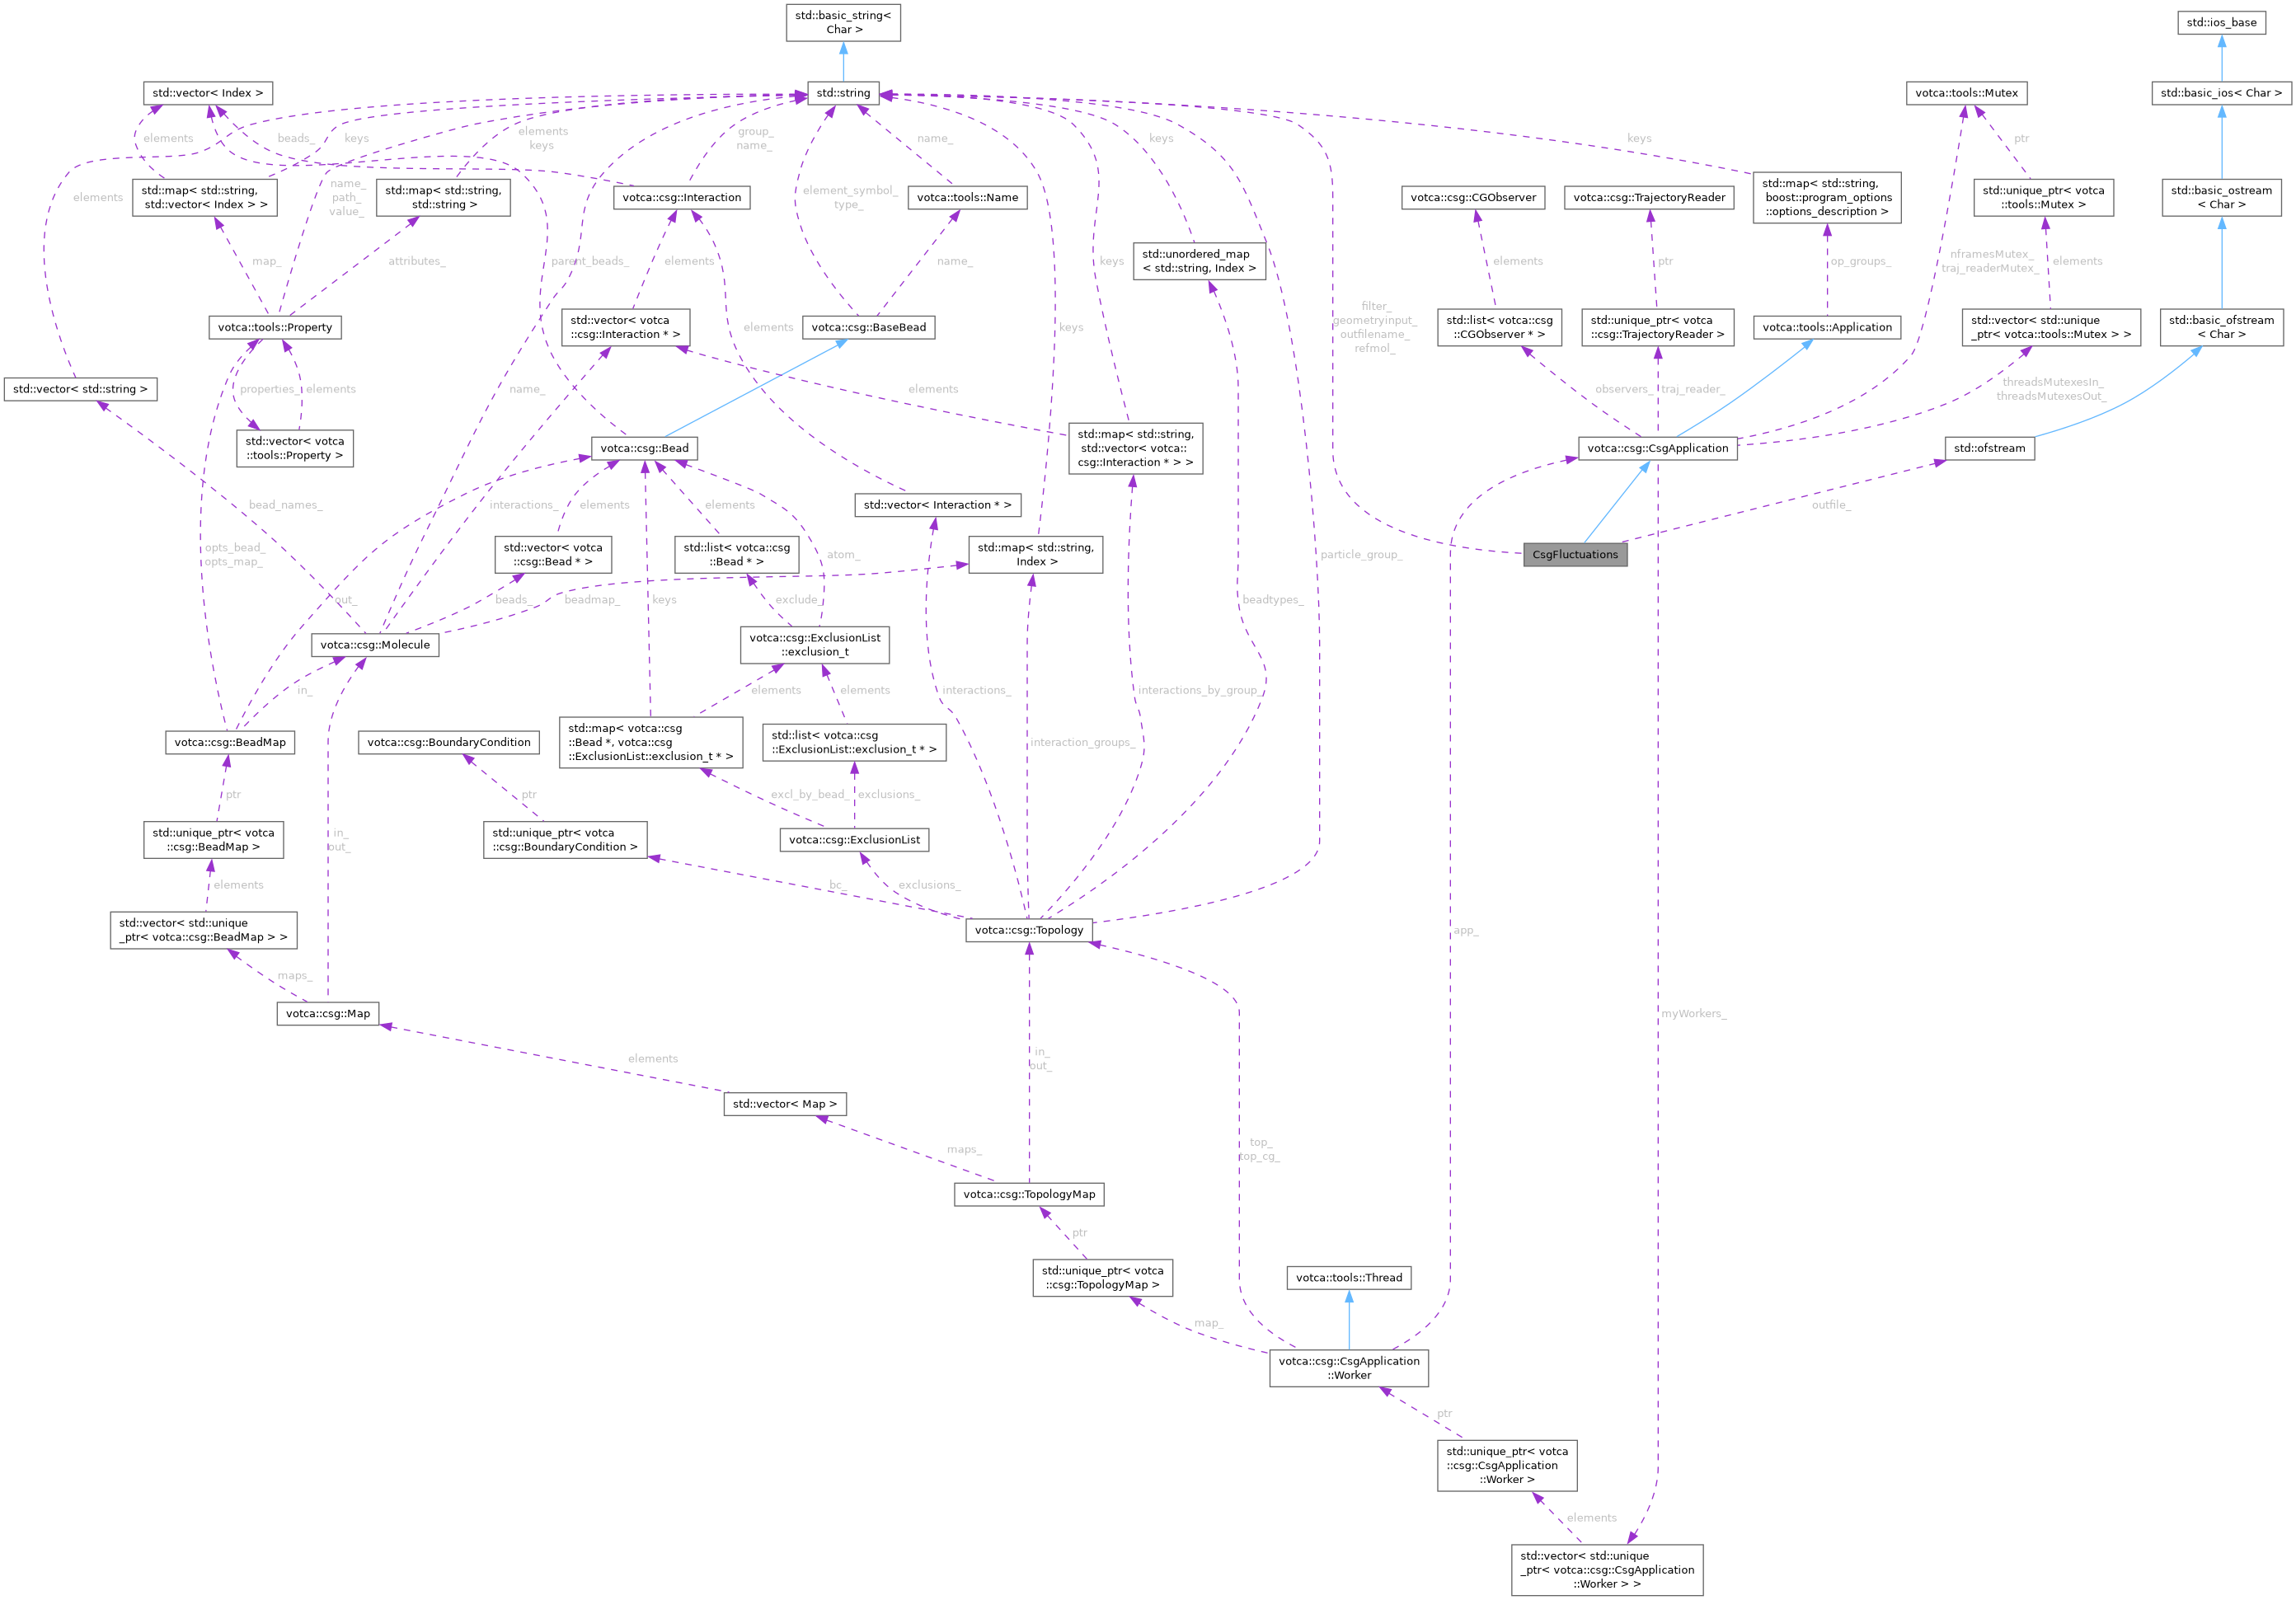 std::basic_string<
Char >
std::ios_base
std::vector< Index >
std::string
votca::tools::Mutex
std::basic_ios< Char >
elements
beads_
keys
elements
keys
group_
name_
name_
keys
keys
ptr
elements
std::map< std::string,
std::vector< Index > >
name_
path_
value_
std::map< std::string,
std::string >
votca::csg::Interaction
element_symbol_
type_
votca::tools::Name
votca::csg::CGObserver
votca::csg::TrajectoryReader
std::map< std::string,
boost::program_options
::options_description >
std::unique_ptr< votca
::tools::Mutex >
std::basic_ostream
< Char >
map_
attributes_
parent_beads_
elements
name_
keys
std::unordered_map
< std::string, Index >
elements
ptr
op_groups_
nframesMutex_
traj_readerMutex_
elements
votca::tools::Property
std::vector< votca
::csg::Interaction * >
elements
votca::csg::BaseBead
keys
filter_
geometryinput_
outfilename_
refmol_
std::list< votca::csg
::CGObserver * >
std::unique_ptr< votca
::csg::TrajectoryReader >
votca::tools::Application
std::vector< std::unique
_ptr< votca::tools::Mutex > >
std::basic_ofstream
< Char >
std::vector< std::string >
properties_
elements
name_
elements
observers_
traj_reader_
threadsMutexesIn_
threadsMutexesOut_
std::vector< votca
::tools::Property >
votca::csg::Bead
std::map< std::string,
std::vector< votca::
csg::Interaction * > >
votca::csg::CsgApplication
std::ofstream
bead_names_
interactions_
elements
elements
std::vector< Interaction * >
outfile_
opts_bead_
opts_map_
std::vector< votca
::csg::Bead * >
std::list< votca::csg
::Bead * >
atom_
std::map< std::string,
Index >
particle_group_
CsgFluctuations
out_
beads_
beadmap_
keys
exclude_
beadtypes_
votca::csg::Molecule
votca::csg::ExclusionList
::exclusion_t
in_
elements
elements
interactions_
interactions_by_group_
votca::csg::BeadMap
votca::csg::BoundaryCondition
std::map< votca::csg
::Bead *, votca::csg
::ExclusionList::exclusion_t * >
std::list< votca::csg
::ExclusionList::exclusion_t * >
interaction_groups_
ptr
ptr
excl_by_bead_
exclusions_
std::unique_ptr< votca
::csg::BeadMap >
in_
out_
std::unique_ptr< votca
::csg::BoundaryCondition >
votca::csg::ExclusionList
elements
bc_
exclusions_
std::vector< std::unique
_ptr< votca::csg::BeadMap > >
votca::csg::Topology
app_
maps_
votca::csg::Map
myWorkers_
elements
in_
out_
std::vector< Map >
maps_
top_
top_cg_
votca::csg::TopologyMap
ptr
std::unique_ptr< votca
::csg::TopologyMap >
votca::tools::Thread
map_
votca::csg::CsgApplication
::Worker
ptr
std::unique_ptr< votca
::csg::CsgApplication
::Worker >
elements
std::vector< std::unique
_ptr< votca::csg::CsgApplication
::Worker > >